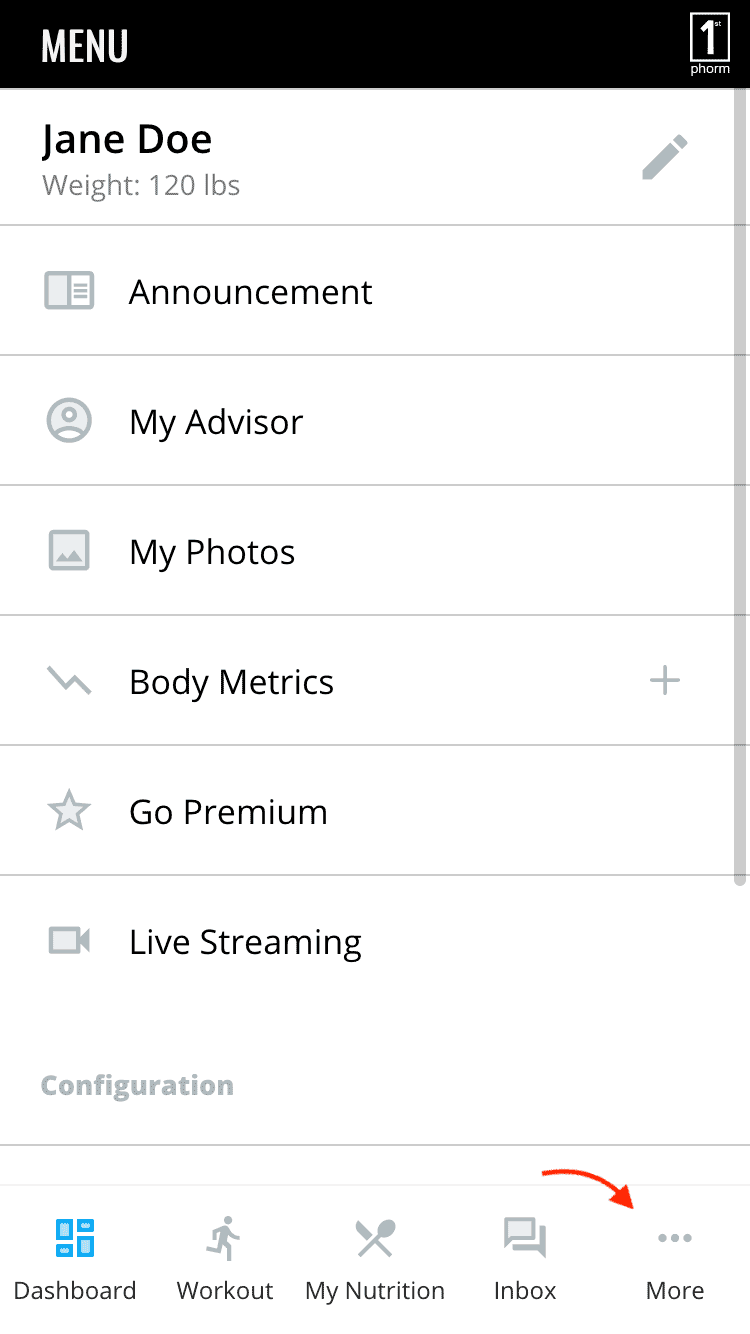 MENU
1st
phorm
Jane Doe
Weight: 120 lbs
Announcement
My Advisor
My Photos
Body Metrics
Go Premium
Live Streaming
Configuration
Dashboard Workout My Nutrition Inbox More